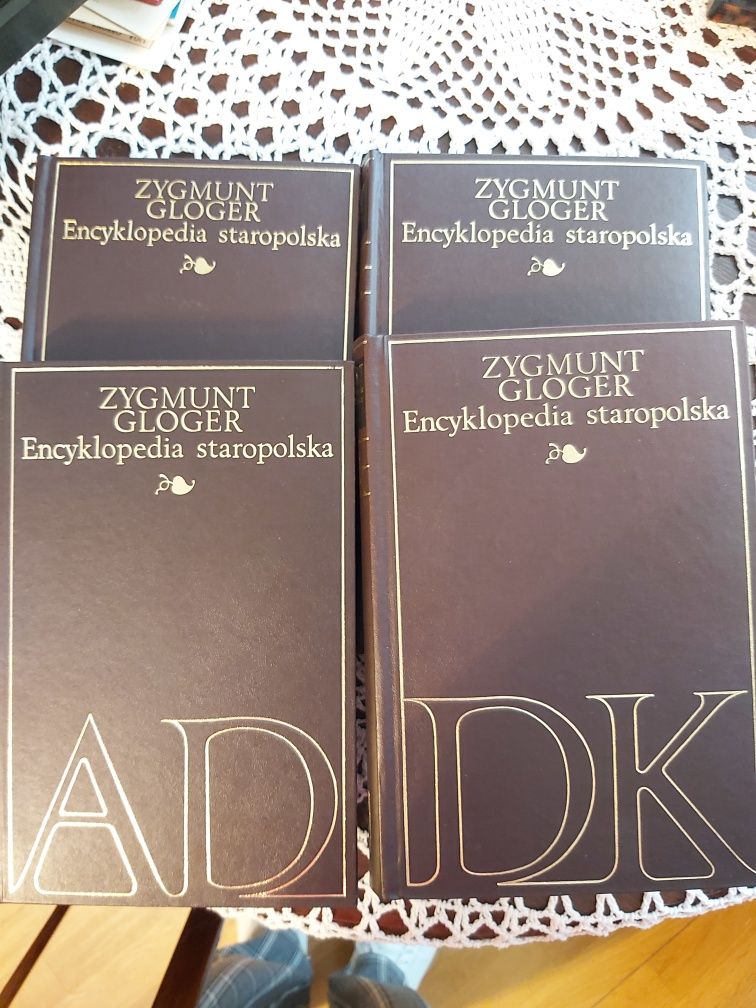 ZYGMUNT
GLOGER
Encyklopedia staropolska
ZYGMUNT
GLOGER
Encyklopedia staropolska
ZYGMUNT
GLOGER
Encyklopedia staropolska
AD
ZYGMUNT
GLOGER
Encyklopedia staropolska
DK